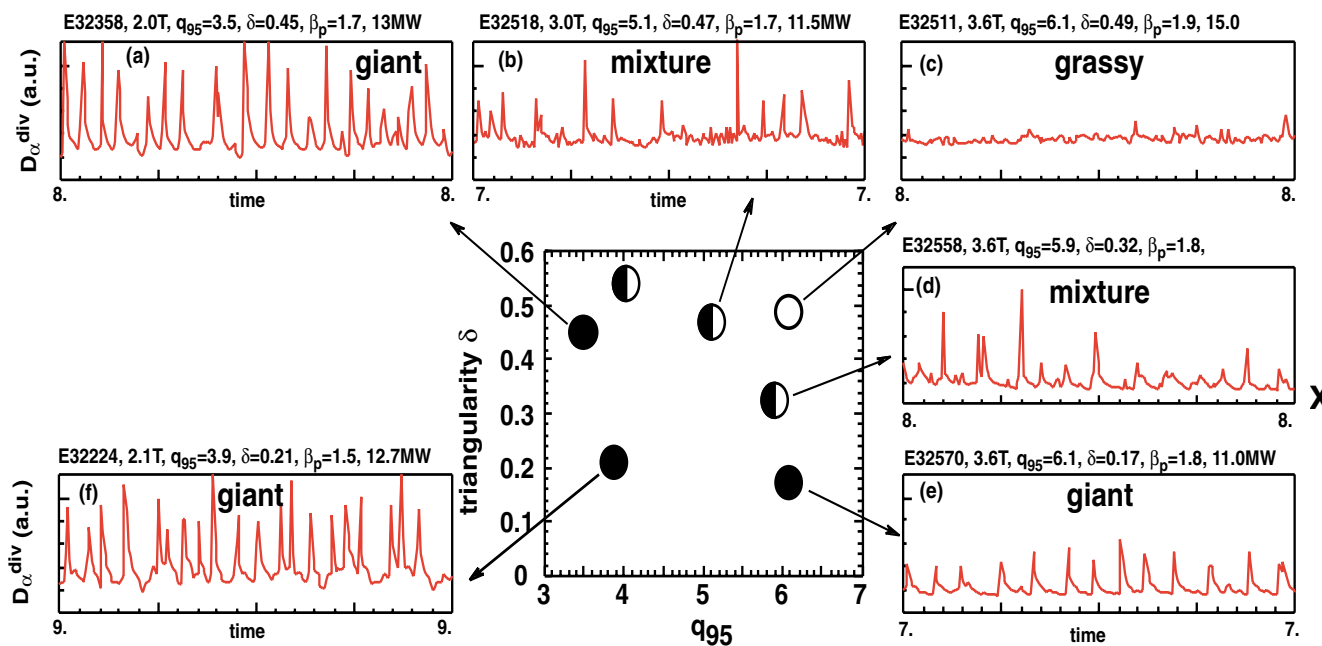 E32358, 2.0T, q95=3.5, δ=0.45, βp=1.7, 13MW
(a)
giant
Dα^div (a.u.)
8.
8.
time
E32518, 3.0T, q95=5.1, δ=0.47, βp=1.7, 11.5MW
(b)
mixture
7.
7.
time
E32511, 3.6T, q95=6.1, δ=0.49, βp=1.9, 15.0
(c)
grassy
8.
8.
E32558, 3.6T, q95=5.9, δ=0.32, βp=1.8,
(d)
mixture
8.
8.
X
triangularity δ
0.6
0.5
0.4
0.3
0.2
0.1
0
3
4
5
6
7
q95
E32224, 2.1T, q95=3.9, δ=0.21, βp=1.5, 12.7MW
(f)
giant
Dα^div (a.u.)
9.
9.
time
E32570, 3.6T, q95=6.1, δ=0.17, βp=1.8, 11.0MW
(e)
giant
7.
7.
time